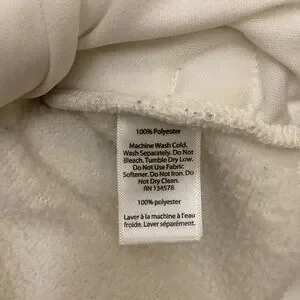 100% Polyester
Machine Wash Cold.
Wash Separately. Do Not
Bleach. Tumble Dry Low.
Do Not Use Fabric
Softener. Do Not Iron. Do
Not Dry Clean.
RN 134578
100% polyester
Laver à la machine à l'eau
froide. Laver séparément.